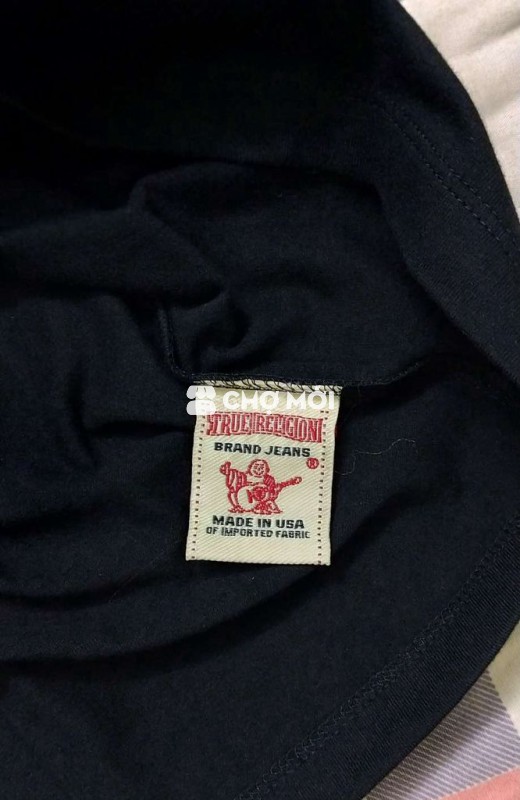 CHỢ MỚI
TRUE RELIGION
BRAND JEANS
®
MADE IN USA
OF IMPORTED FABRIC